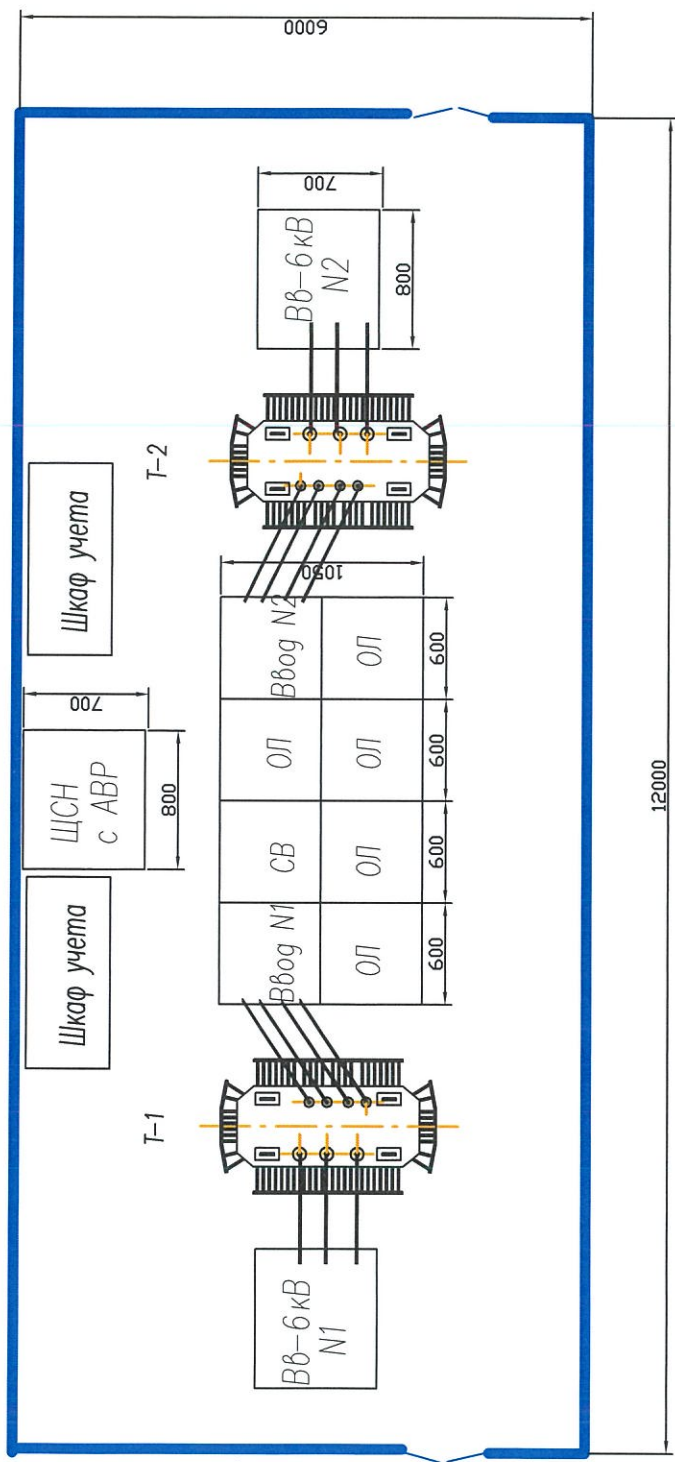 Шкаф учета
ЩСН
с АВР
Шкаф учета
700
800
6000
Т-1
Т-2
Вв-6кВ
N1
Вв-6кВ
N2
700
800
Ввод N1
СВ
ОЛ
Ввод N2
1050
ОЛ
ОЛ
ОЛ
ОЛ
600
600
600
600
12000